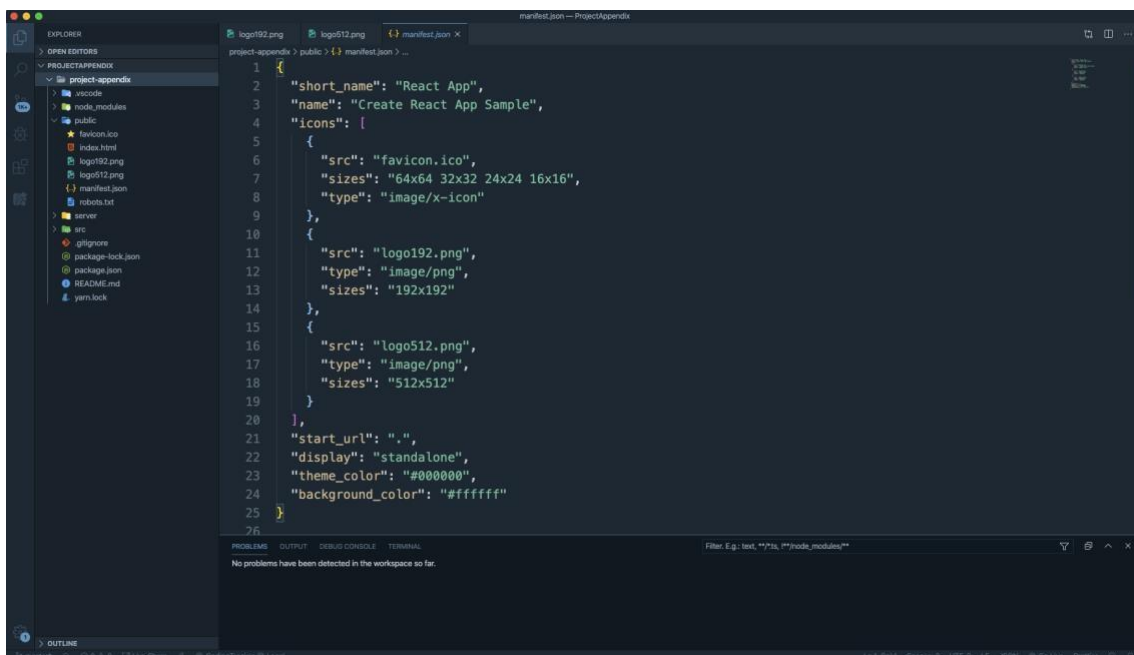 manifest.json — ProjectAppendix
EXPLORER
OPEN EDITORS
PROJECTAPPENDIX
project-appendix
.vscode
node_modules
public
favicon.ico
index.html
logo192.png
logo512.png
manifest.json
robots.txt
server
src
.gitignore
package-lock.json
package.json
README.md
yarn.lock
OUTLINE
1K+
1
logo192.png logo512.png {..} manifest.json ×
project-appendix > public > {..} manifest.json > ...
1 {
2 "short_name": "React App",
3 "name": "Create React App Sample",
4 "icons": [
5 {
6 "src": "favicon.ico",
7 "sizes": "64x64 32x32 24x24 16x16",
8 "type": "image/x-icon"
9 },
10 {
11 "src": "logo192.png",
12 "type": "image/png",
13 "sizes": "192x192"
14 },
15 {
16 "src": "logo512.png",
17 "type": "image/png",
18 "sizes": "512x512"
19 }
20 ],
21 "start_url": ".",
22 "display": "standalone",
23 "theme_color": "#000000",
24 "background_color": "#ffffff"
25 }
26
PROBLEMS OUTPUT DEBUG CONSOLE TERMINAL
Filter. E.g.: text, **/*.ts, !**/node_modules/**
No problems have been detected in the workspace so far.